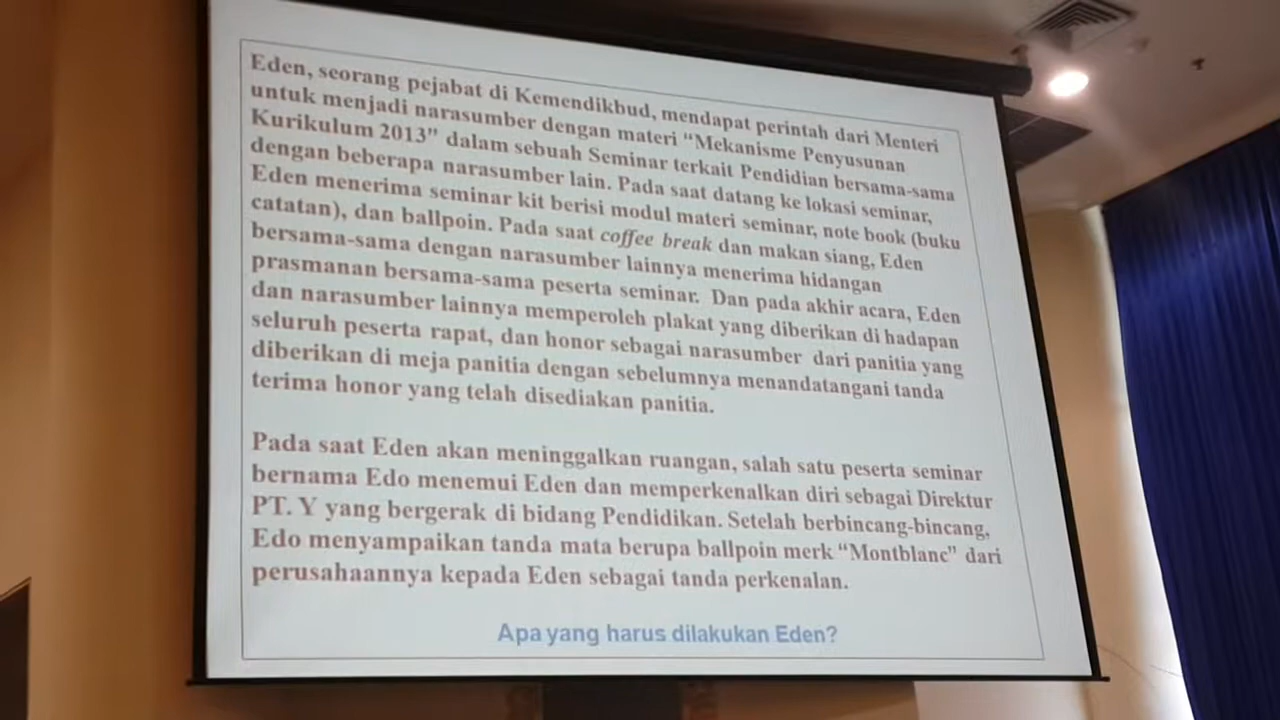 Eden, seorang pejabat di Kemendikbud, mendapat perintah dari Menteri
untuk menjadi narasumber dengan materi “Mekanisme Penyusunan
Kurikulum 2013” dalam sebuah Seminar terkait Pendidian bersama-sama
dengan beberapa narasumber lain. Pada saat datang ke lokasi seminar,
Eden menerima seminar kit berisi modul materi seminar, note book (buku
catatan), dan ballpoin. Pada saat coffee break dan makan siang, Eden
bersama-sama dengan narasumber lainnya menerima hidangan
prasmanan bersama-sama peserta seminar. Dan pada akhir acara, Eden
dan narasumber lainnya memperoleh plakat yang diberikan di hadapan
seluruh peserta rapat, dan honor sebagai narasumber dari panitia yang
diberikan di meja panitia dengan sebelumnya menandatangani tanda
terima honor yang telah disediakan panitia.
Pada saat Eden akan meninggalkan ruangan, salah satu peserta seminar
bernama Edo menemui Eden dan memperkenalkan diri sebagai Direktur
PT. Y yang bergerak di bidang Pendidikan. Setelah berbincang-bincang,
Edo menyampaikan tanda mata berupa ballpoin merk “Montblanc” dari
perusahaannya kepada Eden sebagai tanda perkenalan.
Apa yang harus dilakukan Eden?